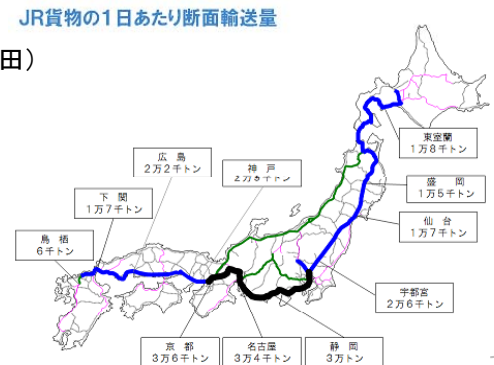 JR貨物の1日あたり断面輸送量
田）
東室蘭
1万8千トン
広島
2万2千トン
神戸
盛岡
1万5千トン
下関
1万7千トン
仙台
1万7千トン
鳥栖
6千トン
宇都宮
2万6千トン
京都
3万6千トン
名古屋
3万4千トン
静岡
3万トン